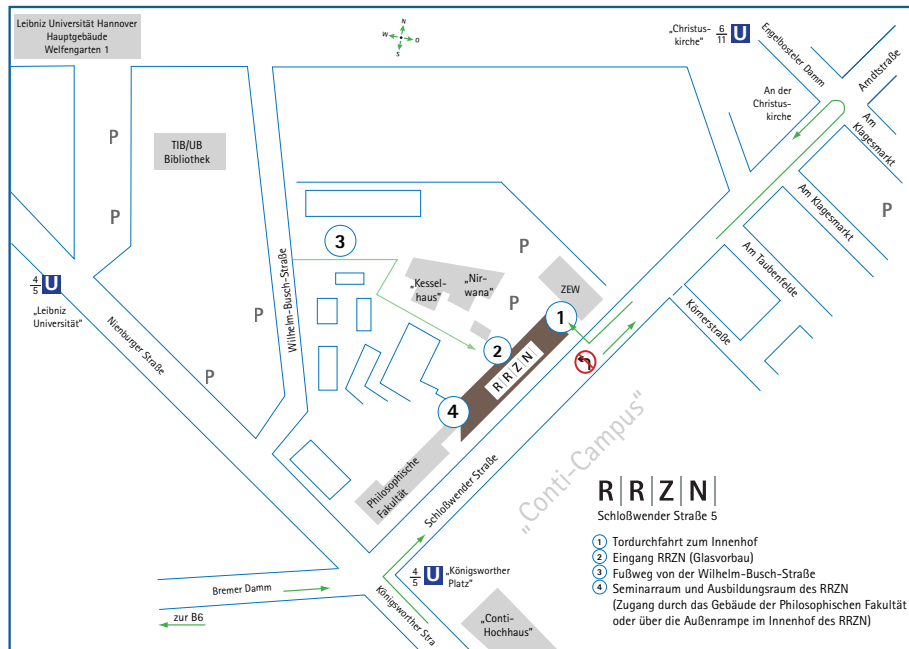 Leibniz Universität Hannover
Hauptgebäude
Welfengarten 1
N
W
O
S
„Christus-
kirche"
6
11
U
Engelbosteler Damm
Arndtstraße
An der
Christus-
kirche
Am
Klagesmarkt
P
TIB/UB
Bibliothek
P
Am Klagesmarkt
P
3
P
Am Taubenfelde
4
5
U
„Leibniz
Universität"
Nienburger Straße
Wilhelm-Busch-Straße
P
„Kessel-
haus"
„Nir-
wana"
P
ZEW
1
Körnerstraße
2
R|R|Z|N
P
4
„Conti-Campus"
Philosophische
Fakultät
Schloßwender Straße
R|R|Z|N|
Schloßwender Straße 5
1 Tordurchfahrt zum Innenhof
2 Eingang RRZN (Glasvorbau)
3 Fußweg von der Wilhelm-Busch-Straße
4 Seminarraum und Ausbildungsraum des RRZN
(Zugang durch das Gebäude der Philosophischen Fakultät
oder über die Außenrampe im Innenhof des RRZN)
4
5
U
„Königsworther
Platz"
Bremer Damm
zur B6
Königsworther Stra
„Conti-
Hochhaus"